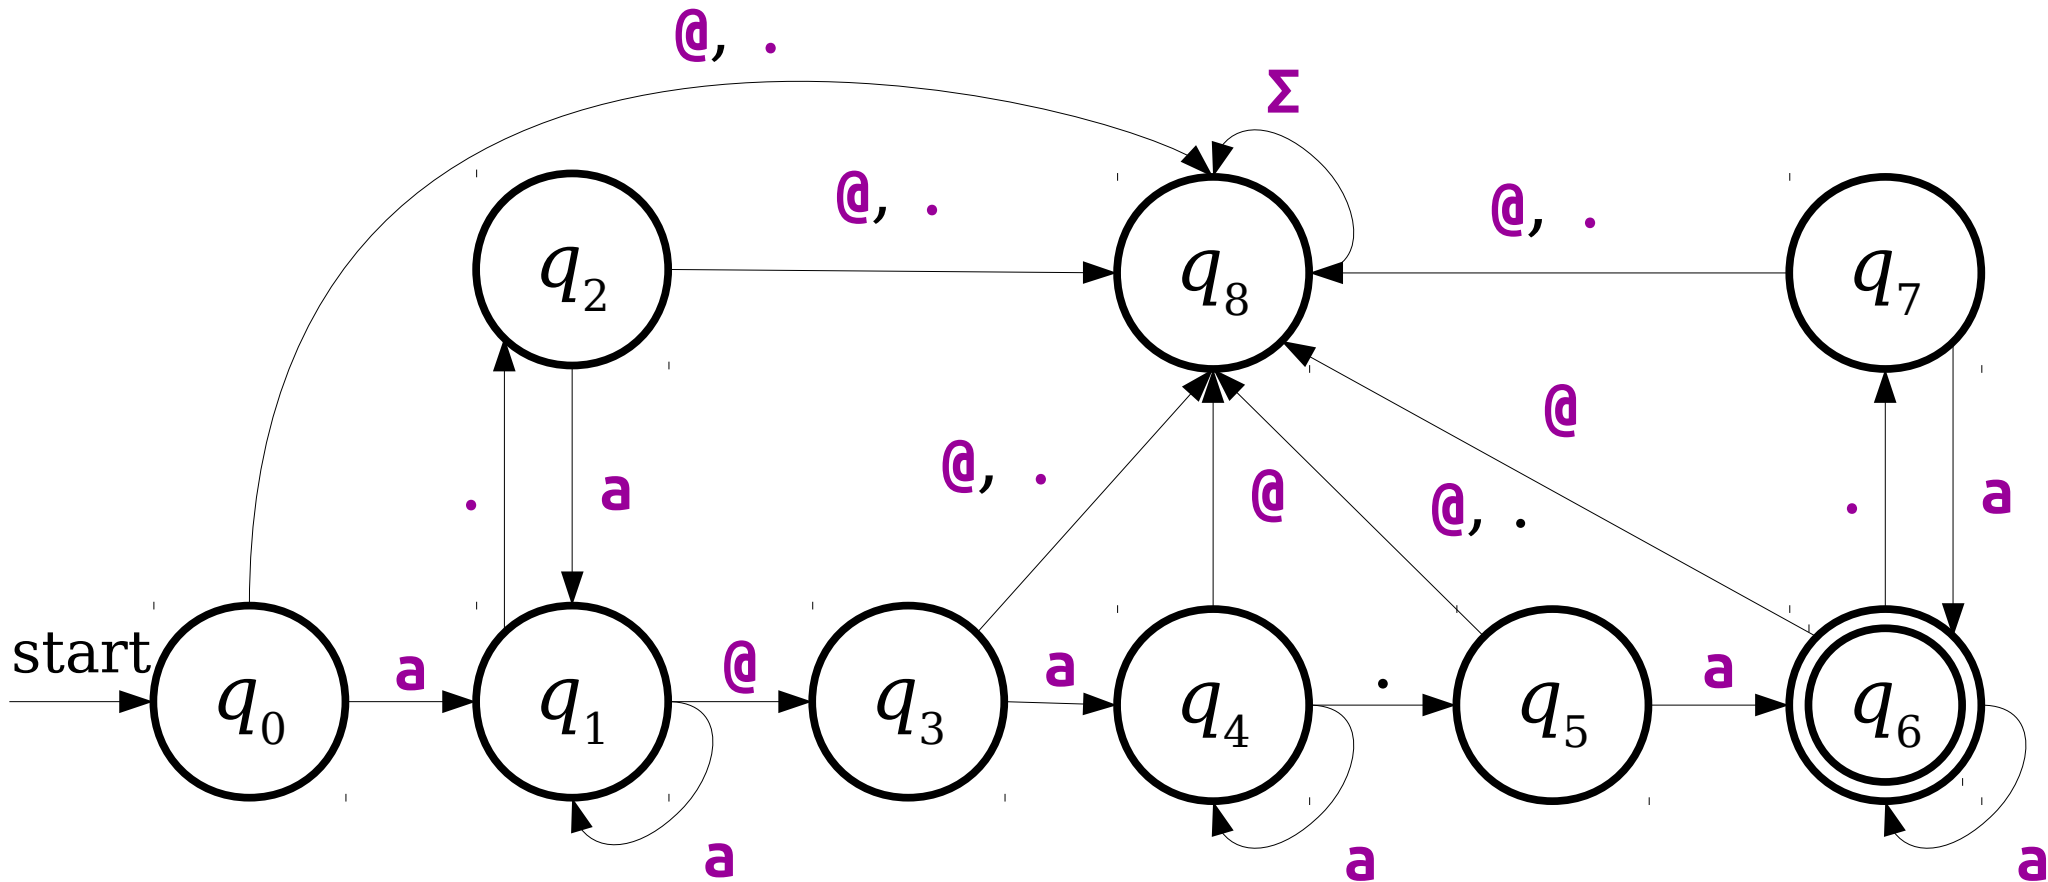 @, .
Σ
@, .
@, .
q2
q8
q7
@
@, .
.
a
@
@, .
.
a
start
a
@
a
.
a
q0
q1
q3
q4
q5
q6
a
a
a